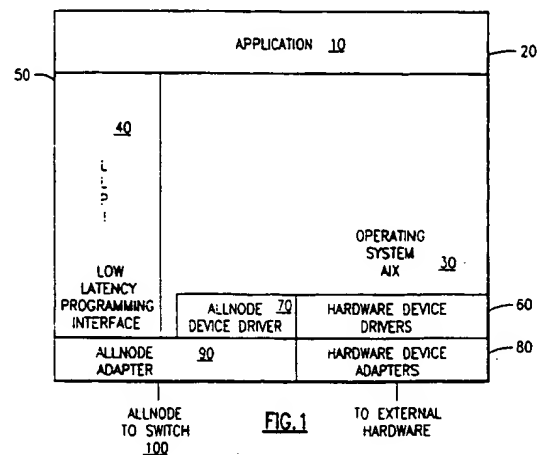 APPLICATION 10
20
50
40
L
L
P
I
OPERATING
SYSTEM
AIX 30
LOW
LATENCY
PROGRAMMING
INTERFACE
ALLNODE 70
DEVICE DRIVER
HARDWARE DEVICE
DRIVERS
60
ALLNODE
ADAPTER 90
HARDWARE DEVICE
ADAPTERS
80
ALLNODE
TO SWITCH
100
FIG.1
TO EXTERNAL
HARDWARE